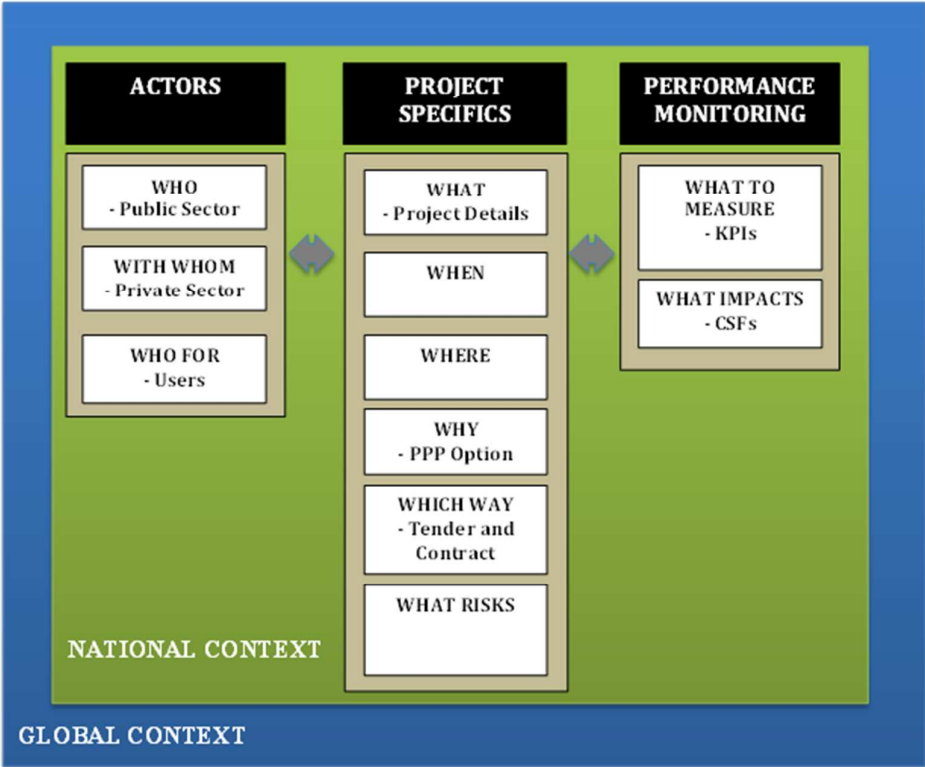 ACTORS
WHO
- Public Sector
WITH WHOM
- Private Sector
WHO FOR
- Users
PROJECT
SPECIFICS
WHAT
- Project Details
WHEN
WHERE
WHY
- PPP Option
WHICH WAY
- Tender and
Contract
WHAT RISKS
PERFORMANCE
MONITORING
WHAT TO
MEASURE
- KPIs
WHAT IMPACTS
- CSFs
NATIONAL CONTEXT
GLOBAL CONTEXT